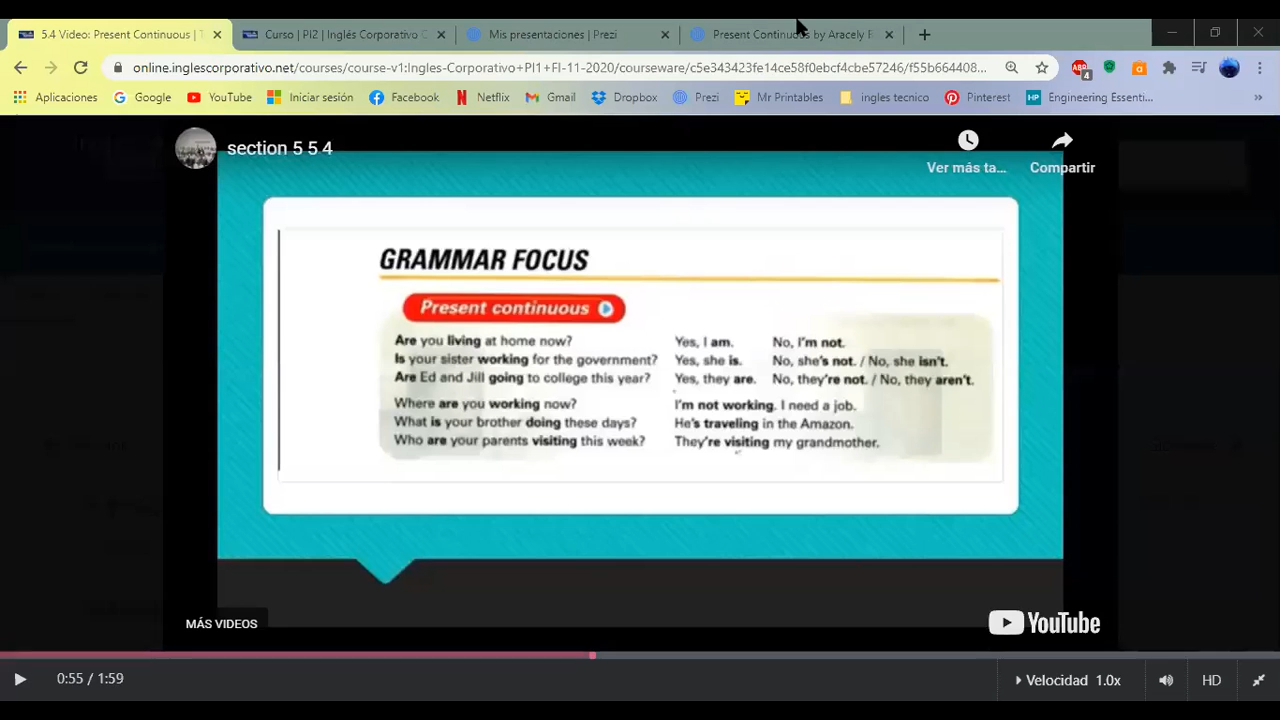 5.4 Video: Present Continuous | T
Curso | PI2 | Inglés Corporativo C
Mis presentaciones | Prezi
Present Continuous by Aracely F
online.inglescorporativo.net/courses/course-v1:Ingles-Corporativo+PI1+FI-11-2020/courseware/c5e343423fe14ce58f0ebcf4cbe57246/f55b664408...
ABP
4
Aplicaciones
Google
YouTube
Iniciar sesión
Facebook
Netflix
Gmail
Dropbox
Prezi
Mr Printables
ingles tecnico
Pinterest
HP
Engineering Essenti...
»
section 5 5 4
Ver más ta...
Compartir
GRAMMAR FOCUS
Present continuous
Are you living at home now? Yes, I am. No, I'm not.
Is your sister working for the government? Yes, she is. No, she's not. / No, she isn't.
Are Ed and Jill going to college this year? Yes, they are. No, they're not. / No, they aren't.
Where are you working now? I'm not working. I need a job.
What is your brother doing these days? He's traveling in the Amazon.
Who are your parents visiting this week? They're visiting my grandmother.
MÁS VIDEOS
YouTube
0:55 / 1:59
Velocidad 1.0x
HD